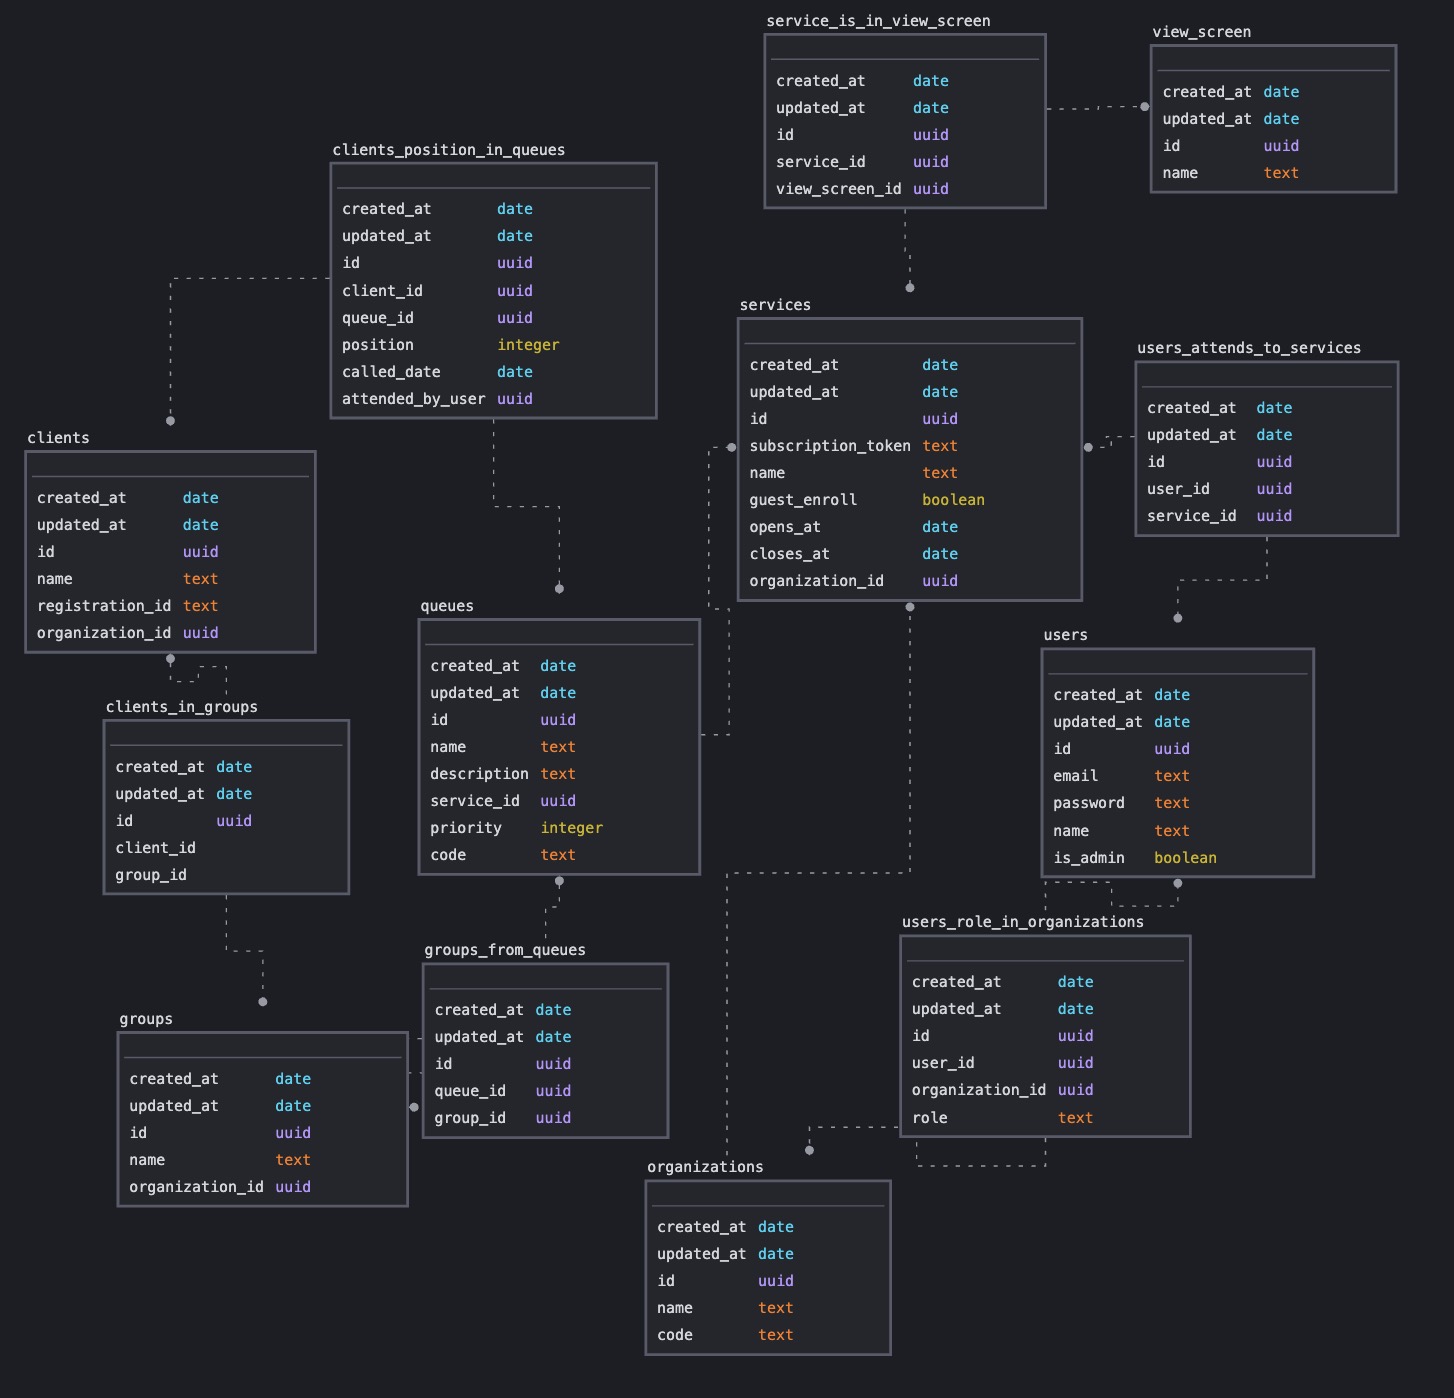 service_is_in_view_screen
created_at date
updated_at date
id uuid
service_id uuid
view_screen_id uuid
view_screen
created_at date
updated_at date
id uuid
name text
clients_position_in_queues
created_at date
updated_at date
id uuid
client_id uuid
queue_id uuid
position integer
called_date date
attended_by_user uuid
services
created_at date
updated_at date
id uuid
subscription_token text
name text
guest_enroll boolean
opens_at date
closes_at date
organization_id uuid
users_attends_to_services
created_at date
updated_at date
id uuid
user_id uuid
service_id uuid
clients
created_at date
updated_at date
id uuid
name text
registration_id text
organization_id uuid
queues
created_at date
updated_at date
id uuid
name text
description text
service_id uuid
priority integer
code text
users
created_at date
updated_at date
id uuid
email text
password text
name text
is_admin boolean
clients_in_groups
created_at date
updated_at date
id uuid
client_id
group_id
users_role_in_organizations
created_at date
updated_at date
id uuid
user_id uuid
organization_id uuid
role text
groups_from_queues
created_at date
updated_at date
id uuid
queue_id uuid
group_id uuid
groups
created_at date
updated_at date
id uuid
name text
organization_id uuid
organizations
created_at date
updated_at date
id uuid
name text
code text